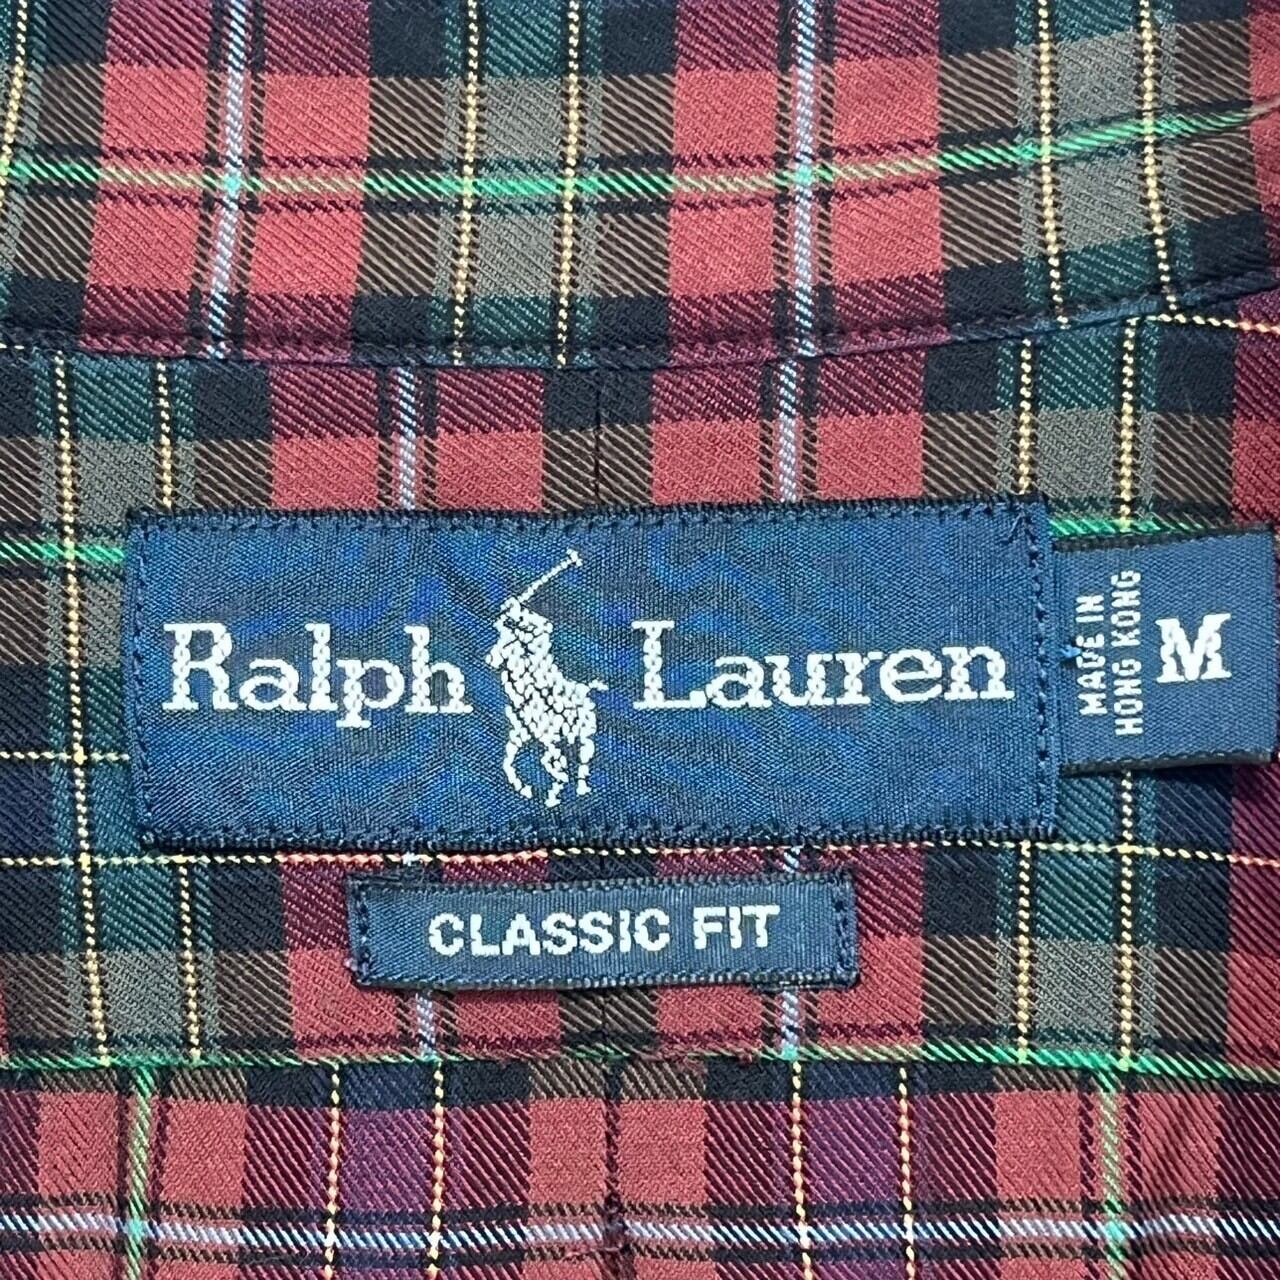 Ralph Lauren
MADE IN
HONG KONG
M
CLASSIC FIT